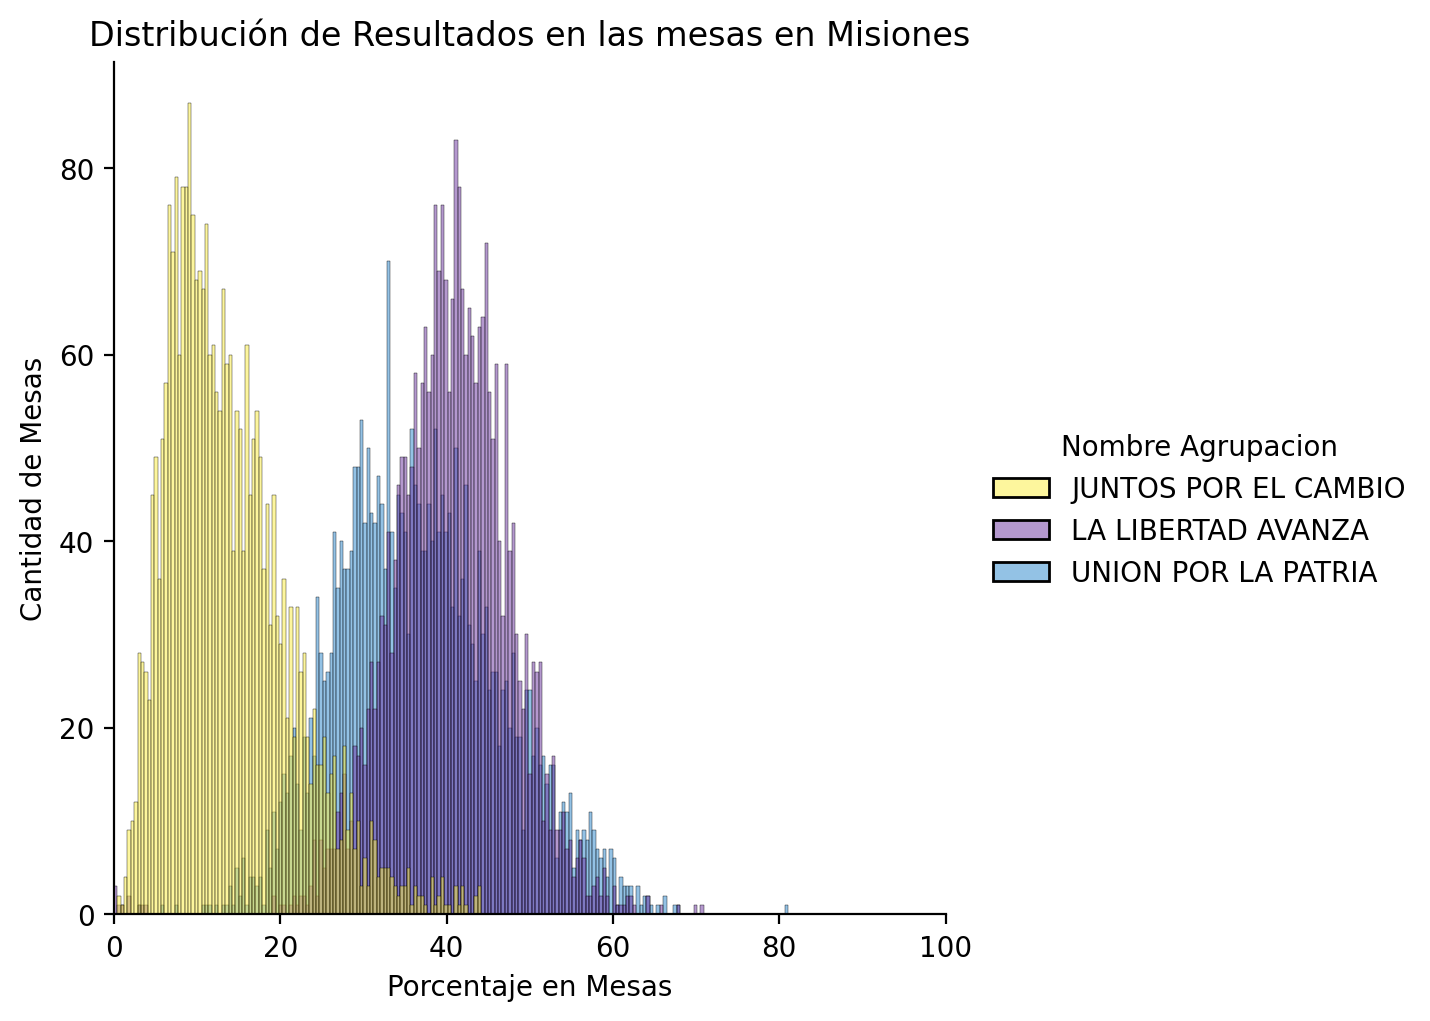 Distribución de Resultados en las mesas en Misiones
Cantidad de Mesas
80
60
40
20
0
0 20 40 60 80 100
Porcentaje en Mesas
Nombre Agrupacion
JUNTOS POR EL CAMBIO
LA LIBERTAD AVANZA
UNION POR LA PATRIA